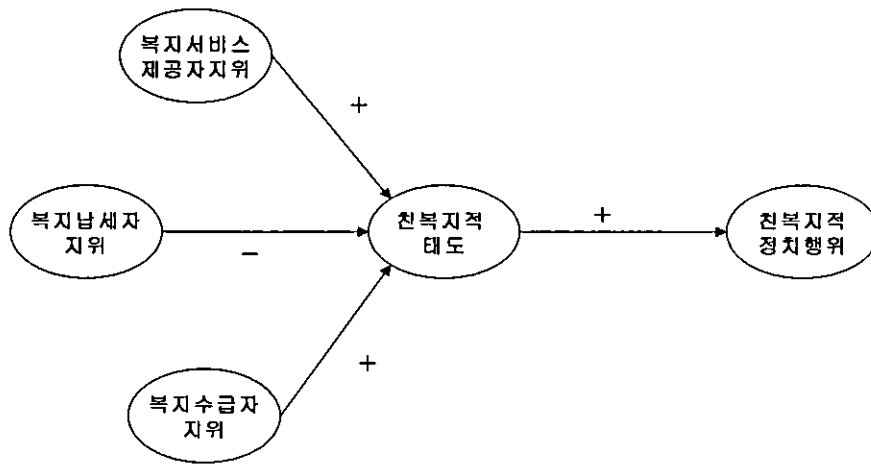 복지서비스
제공자지위
+
복지납세자
지위
−
친복지적
태도
+
친복지적
정치행위
+
복지수급자
지위